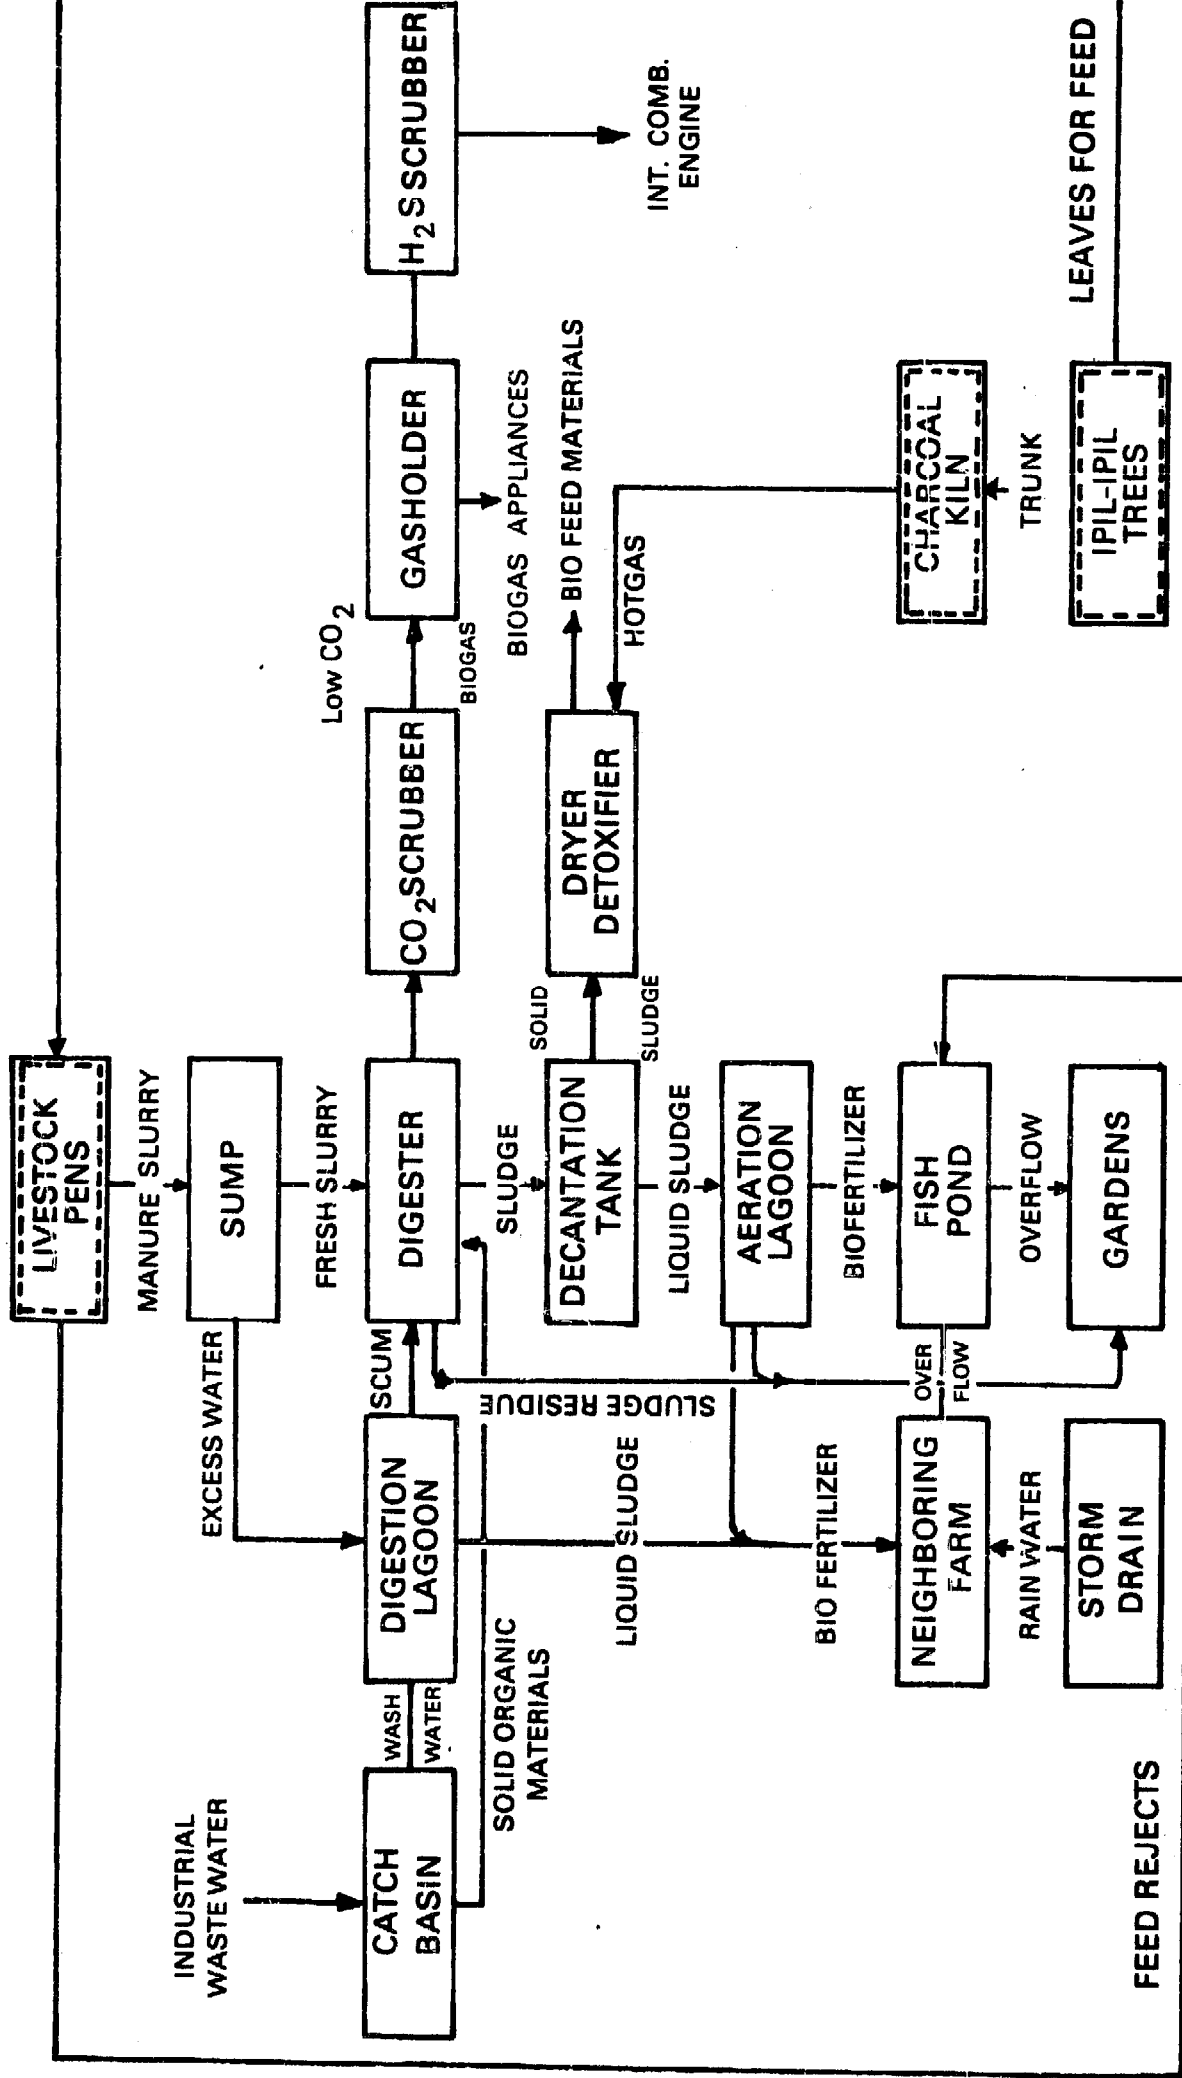 LIVESTOCK
PENS
MANURE SLURRY
SUMP
EXCESS WATER
FRESH SLURRY
INDUSTRIAL
WASTE WATER
CATCH
BASIN
WASH
WATER
SOLID ORGANIC
MATERIALS
DIGESTION
LAGOON
SCUM
DIGESTER
CO2 SCRUBBER
Low CO2
BIOGAS
GASHOLDER
H2S SCRUBBER
BIOGAS APPLIANCES
INT. COMB.
ENGINE
SLUDGE
SLUDGE RESIDUE
DECANTATION
TANK
SOLID
SLUDGE
DRYER
DETOXIFIER
BIO FEED MATERIALS
HOTGAS
LIQUID SLUDGE
LIQUID SLUDGE
AERATION
LAGOON
BIOFERTILIZER
BIO FERTILIZER
NEIGHBORING
FARM
OVER
FLOW
FISH
POND
CHARCOAL
KILN
RAIN WATER
OVERFLOW
TRUNK
STORM
DRAIN
GARDENS
IPIL-IPIL
TREES
LEAVES FOR FEED
FEED REJECTS